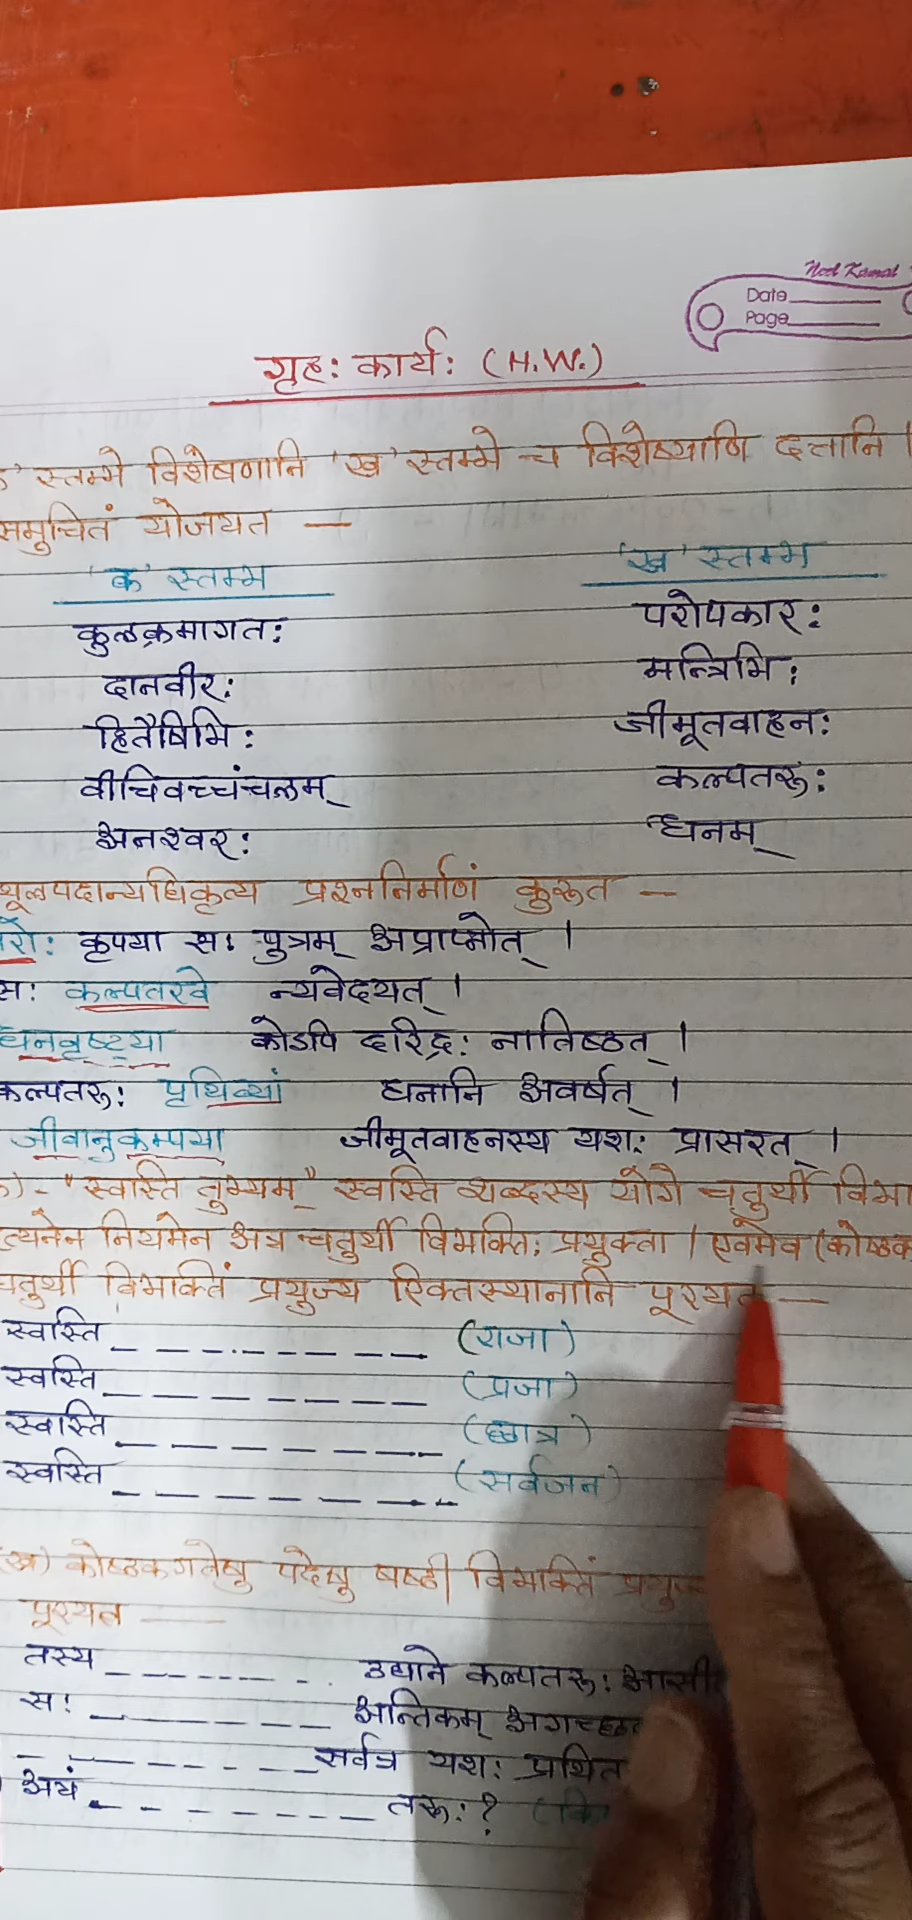 Neel Kamal
Date
Page
गृहः कार्यः (H.W.)
स्तम्भे विशेषणानि 'ख' स्तम्भे च विशेष्याणि दत्तानि ।
समुचितं योजयत —
'क' स्तम्भ 'ख' स्तम्भ
कुलक्रमागतः परोपकारः
दानवीरः मन्त्रिभिः
हितैषिभिः जीमूतवाहनः
वीचिवच्चंचलम् कल्पतरूः
अनश्वरः धनम्
थूलपदान्यधिकृत्य प्रश्ननिर्माणं कुरूत —
रोः कृपया सः पुत्रम् अप्राप्नोत् ।
सः कल्पतरवे न्यवेदयत् ।
धनवृष्ट्या कोऽपि दरिद्रः नातिष्ठत् ।
कल्पतरूः पृथिव्यां धनानि अवर्षत् ।
जीवानुकम्पया जीमूतवाहनस्य यशः प्रासरत् ।
क) - "स्वस्ति तुभ्यम्" स्वस्ति शब्दस्य योगे चतुर्थी विभ
त्यनेन नियमेन अत्र चतुर्थी विभक्तिः प्रयुक्ता । एवमेव (कोष्ठक
चतुर्थी विभक्तिं प्रयुज्य रिक्तस्थानानि पूरयत —
स्वस्ति _ _ _ _ _ _ _ (राजा)
स्वस्ति _ _ _ _ _ _ _ (प्रजा)
स्वस्ति _ _ _ _ _ _ _ (छात्र)
स्वस्ति _ _ _ _ _ _ _ (सर्वजन)
(ख) कोष्ठकगतेषु पदेषु षष्ठी विभक्तिं प्रयु
पूरयत —
तस्य _ _ _ _ _ _ उद्याने कल्पतरूः आसी
सः _ _ _ _ _ _ अन्तिकम् अगच्छ
_ _ _ _ _ _ सर्वत्र यशः प्रथित
अयं _ _ _ _ _ _ तरूः ? (कि